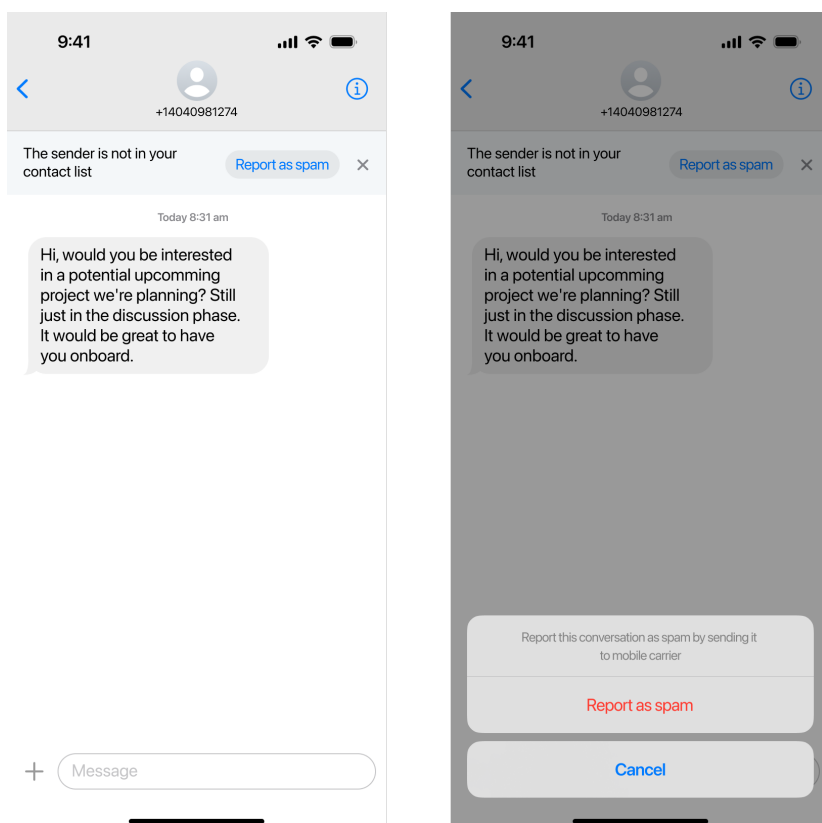 9:41
+14040981274
The sender is not in your
contact list
Report as spam
Today 8:31 am
Hi, would you be interested
in a potential upcomming
project we're planning? Still
just in the discussion phase.
It would be great to have
you onboard.
Message
9:41
+14040981274
The sender is not in your
contact list
Report as spam
Today 8:31 am
Hi, would you be interested
in a potential upcomming
project we're planning? Still
just in the discussion phase.
It would be great to have
you onboard.
Report this conversation as spam by sending it
to mobile carrier
Report as spam
Cancel